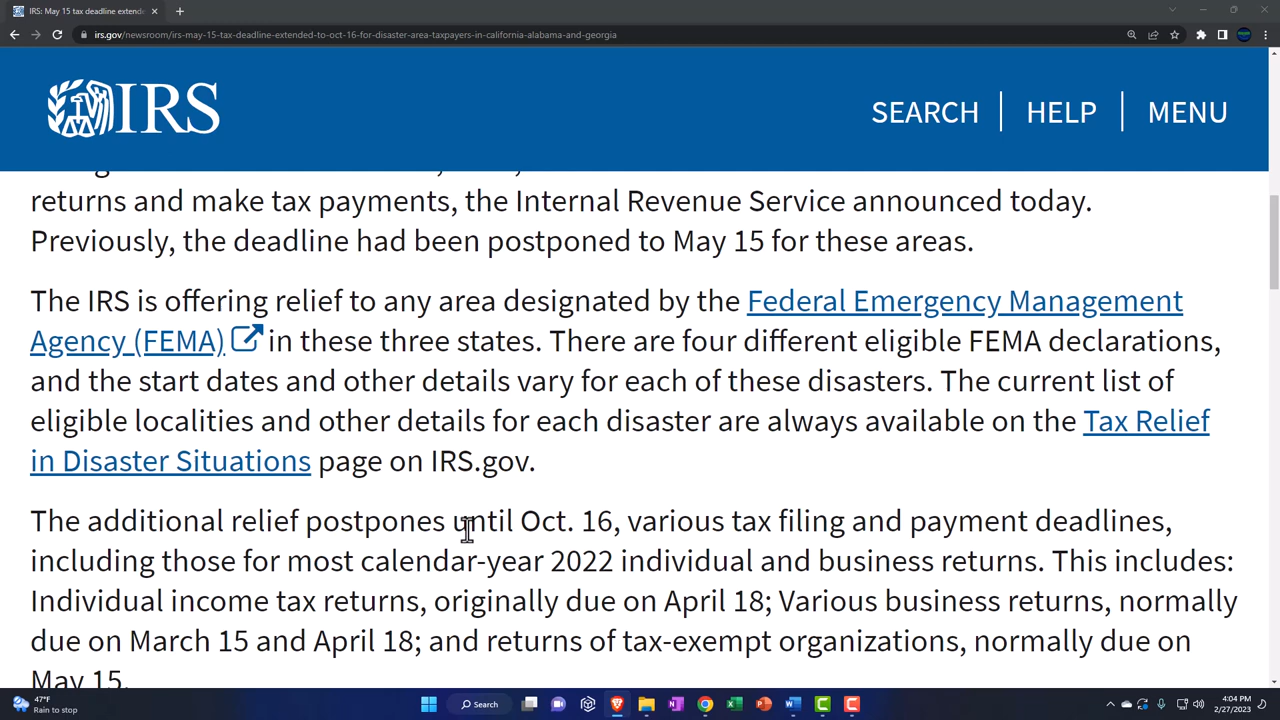 IRS: May 15 tax deadline extende
irs.gov/newsroom/irs-may-15-tax-deadline-extended-to-oct-16-for-disaster-area-taxpayers-in-california-alabama-and-georgia
IRS
SEARCH HELP MENU
returns and make tax payments, the Internal Revenue Service announced today.
Previously, the deadline had been postponed to May 15 for these areas.
The IRS is offering relief to any area designated by the Federal Emergency Management
Agency (FEMA) in these three states. There are four different eligible FEMA declarations,
and the start dates and other details vary for each of these disasters. The current list of
eligible localities and other details for each disaster are always available on the Tax Relief
in Disaster Situations page on IRS.gov.
The additional relief postpones until Oct. 16, various tax filing and payment deadlines,
including those for most calendar-year 2022 individual and business returns. This includes:
Individual income tax returns, originally due on April 18; Various business returns, normally
due on March 15 and April 18; and returns of tax-exempt organizations, normally due on
May 15.
47°F
Rain to stop
Search
4:04 PM
2/27/2023